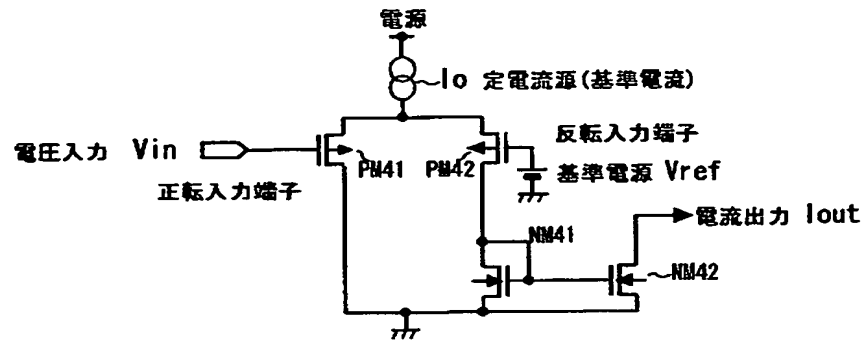 電源
Io 定電流源(基準電流)
電圧入力 Vin
正転入力端子
PM41
PM42
反転入力端子
基準電源 Vref
NM41
電流出力 Iout
NM42